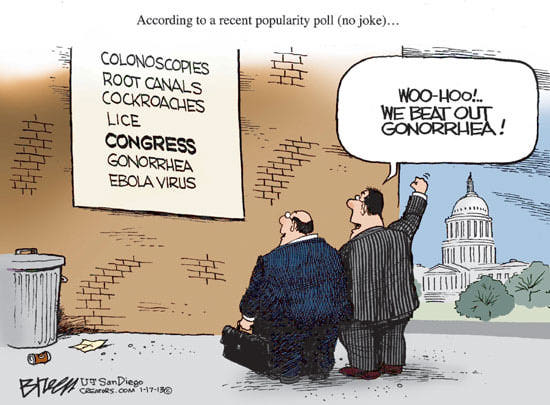 According to a recent popularity poll (no joke)...
COLONOSCOPIES
ROOT CANALS
COCKROACHES
LICE
CONGRESS
GONORRHEA
EBOLA VIRUS
WOO-HOO!..
WE BEAT OUT
GONORRHEA!
BREEN
UT San Diego
CREATORS.COM 1-17-13©